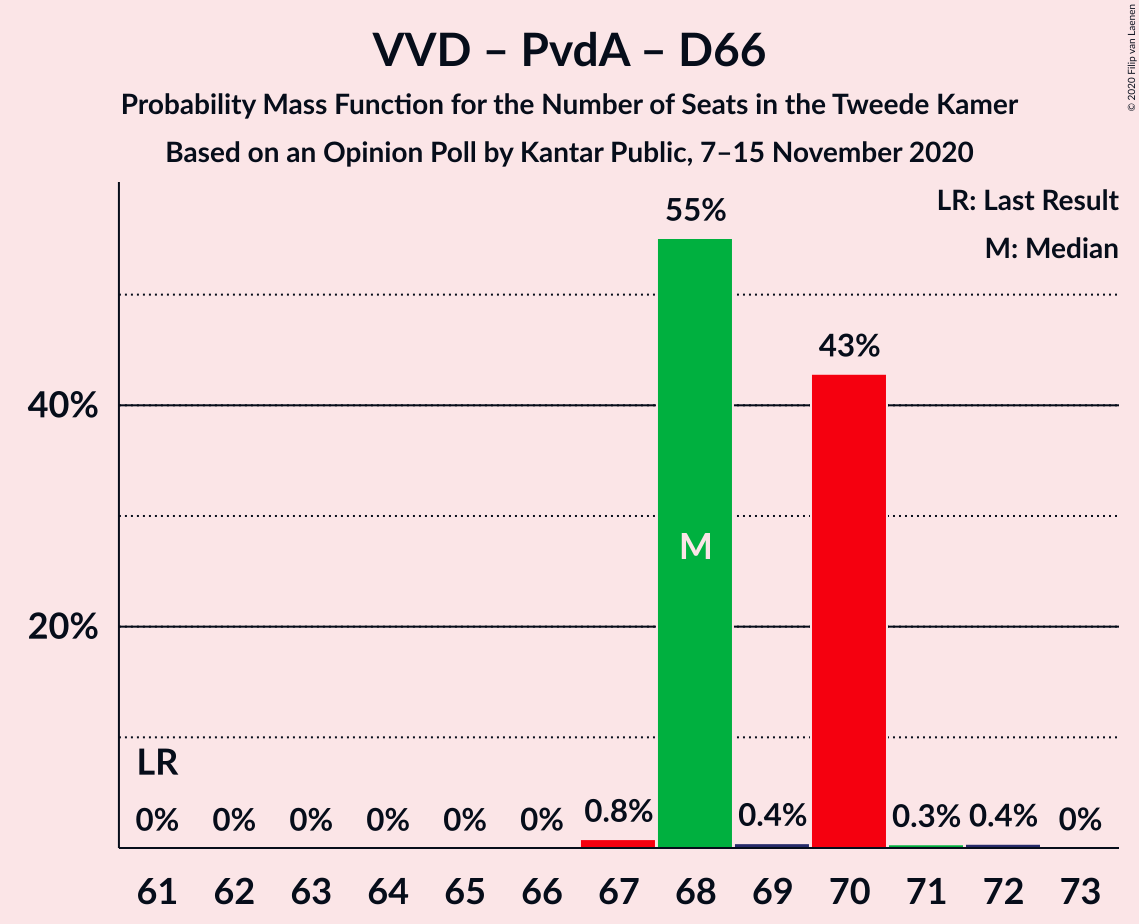 VVD – PvdA – D66
Probability Mass Function for the Number of Seats in the Tweede Kamer
Based on an Opinion Poll by Kantar Public, 7–15 November 2020
© 2020 Filip van Laenen
LR: Last Result
M: Median
55%
43%
40%
M
20%
LR
0% 0% 0% 0% 0% 0% 0.8% 0.4% 0.3% 0.4% 0%
61 62 63 64 65 66 67 68 69 70 71 72 73